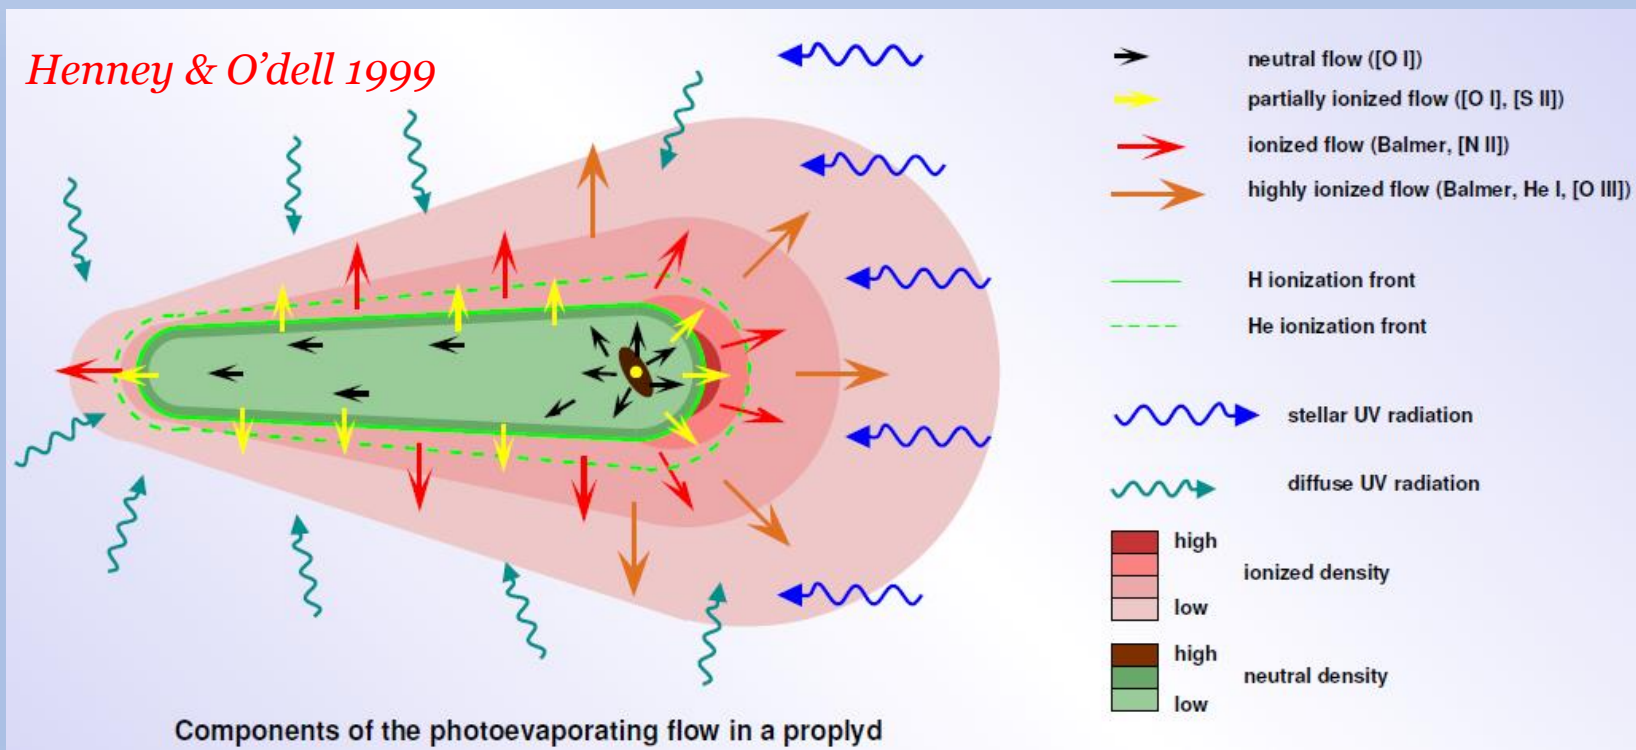 Henney & O'dell 1999
neutral flow ([O I])
partially ionized flow ([O I], [S II])
ionized flow (Balmer, [N II])
highly ionized flow (Balmer, He I, [O III])
H ionization front
He ionization front
stellar UV radiation
diffuse UV radiation
high
ionized density
low
high
neutral density
low
Components of the photoevaporating flow in a proplyd